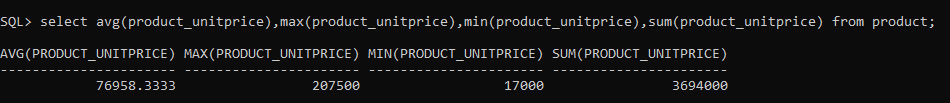 SQL> select avg(product_unitprice),max(product_unitprice),min(product_unitprice),sum(product_unitprice) from product;
AVG(PRODUCT_UNITPRICE) MAX(PRODUCT_UNITPRICE) MIN(PRODUCT_UNITPRICE) SUM(PRODUCT_UNITPRICE)
---------------------- ---------------------- ---------------------- ----------------------
76958.3333 207500 17000 3694000